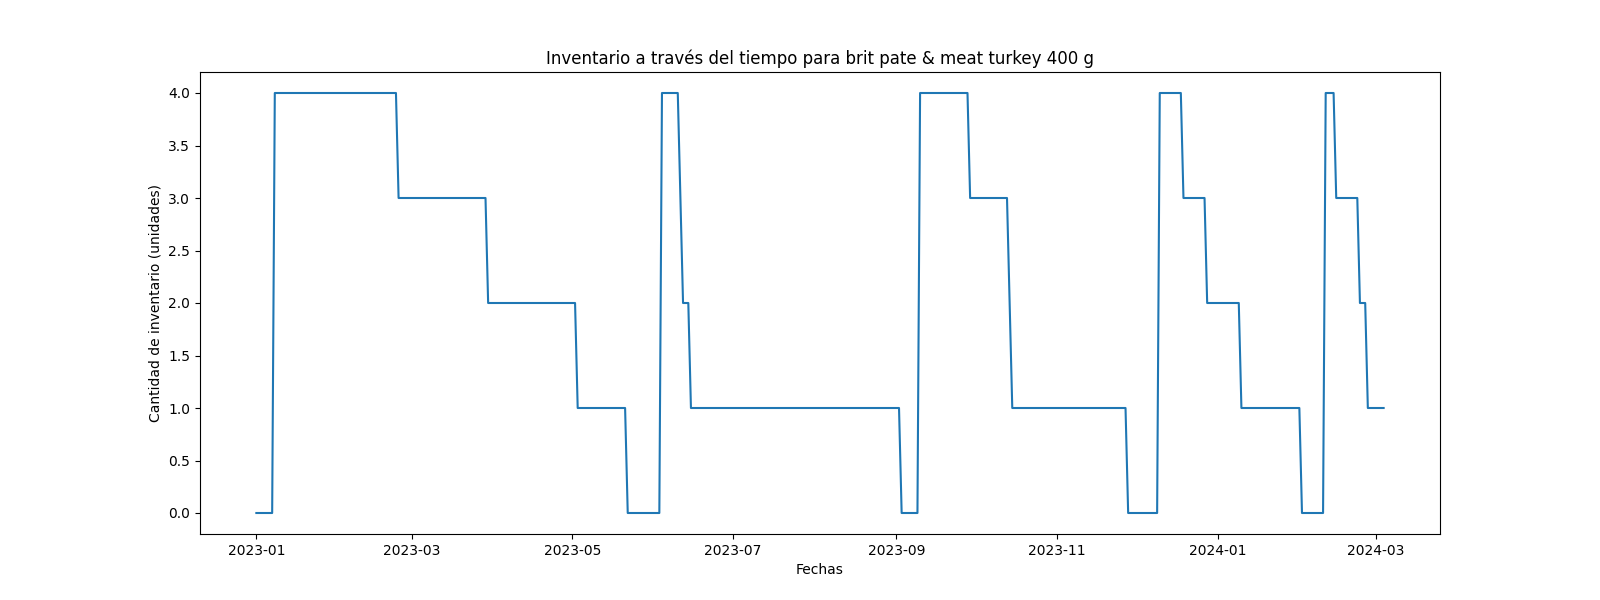 Inventario a través del tiempo para brit pate & meat turkey 400 g
Cantidad de inventario (unidades)
4.0
3.5
3.0
2.5
2.0
1.5
1.0
0.5
0.0
2023-01 2023-03 2023-05 2023-07 2023-09 2023-11 2024-01 2024-03
Fechas